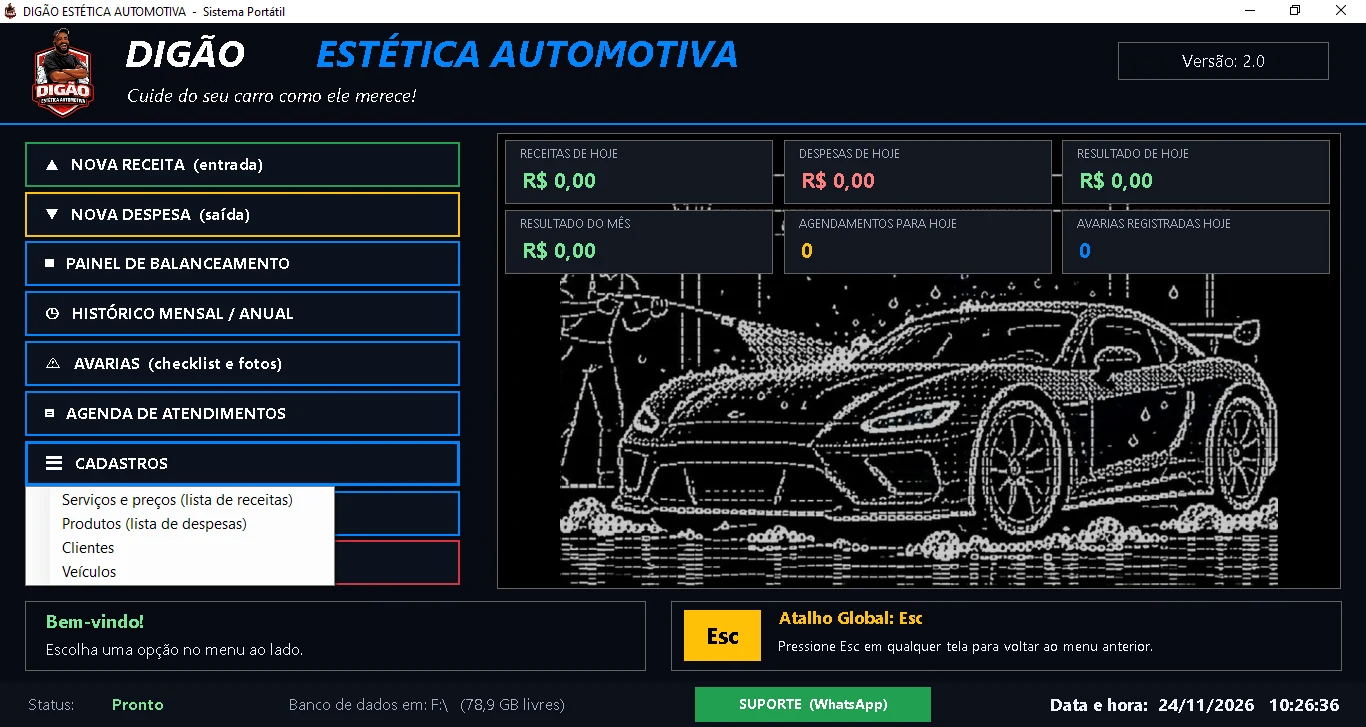 DIGÃO ESTÉTICA AUTOMOTIVA - Sistema Portátil
DIGÃO
ESTÉTICA AUTOMOTIVA
DIGÃO ESTÉTICA AUTOMOTIVA
Cuide do seu carro como ele merece!
Versão: 2.0
NOVA RECEITA (entrada)
NOVA DESPESA (saída)
PAINEL DE BALANCEAMENTO
HISTÓRICO MENSAL / ANUAL
AVARIAS (checklist e fotos)
AGENDA DE ATENDIMENTOS
CADASTROS
Serviços e preços (lista de receitas)
Produtos (lista de despesas)
Clientes
Veículos
RECEITAS DE HOJE
R$ 0,00
DESPESAS DE HOJE
R$ 0,00
RESULTADO DE HOJE
R$ 0,00
RESULTADO DO MÊS
R$ 0,00
AGENDAMENTOS PARA HOJE
0
AVARIAS REGISTRADAS HOJE
0
Bem-vindo!
Escolha uma opção no menu ao lado.
Esc
Atalho Global: Esc
Pressione Esc em qualquer tela para voltar ao menu anterior.
Status: Pronto
Banco de dados em: F:\ (78,9 GB livres)
SUPORTE (WhatsApp)
Data e hora: 24/11/2026 10:26:36